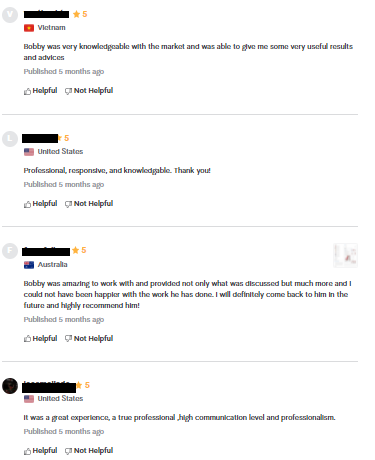 Y
5
Vietnam
Bobby was very knowledgeable with the market and was able to give me some very useful results
and advices
Published 5 months ago
Helpful
Not Helpful
L
5
United States
Professional, responsive, and knowledgable. Thank you!
Published 5 months ago
Helpful
Not Helpful
F
5
Australia
Bobby was amazing to work with and provided not only what was discussed but much more and I
could not have been happier with the work he has done. I will definitely come back to him in the
future and highly recommend him!
Published 5 months ago
Helpful
Not Helpful
5
United States
It was a great experience, a true professional ,high communication level and professionalism.
Published 5 months ago
Helpful
Not Helpful